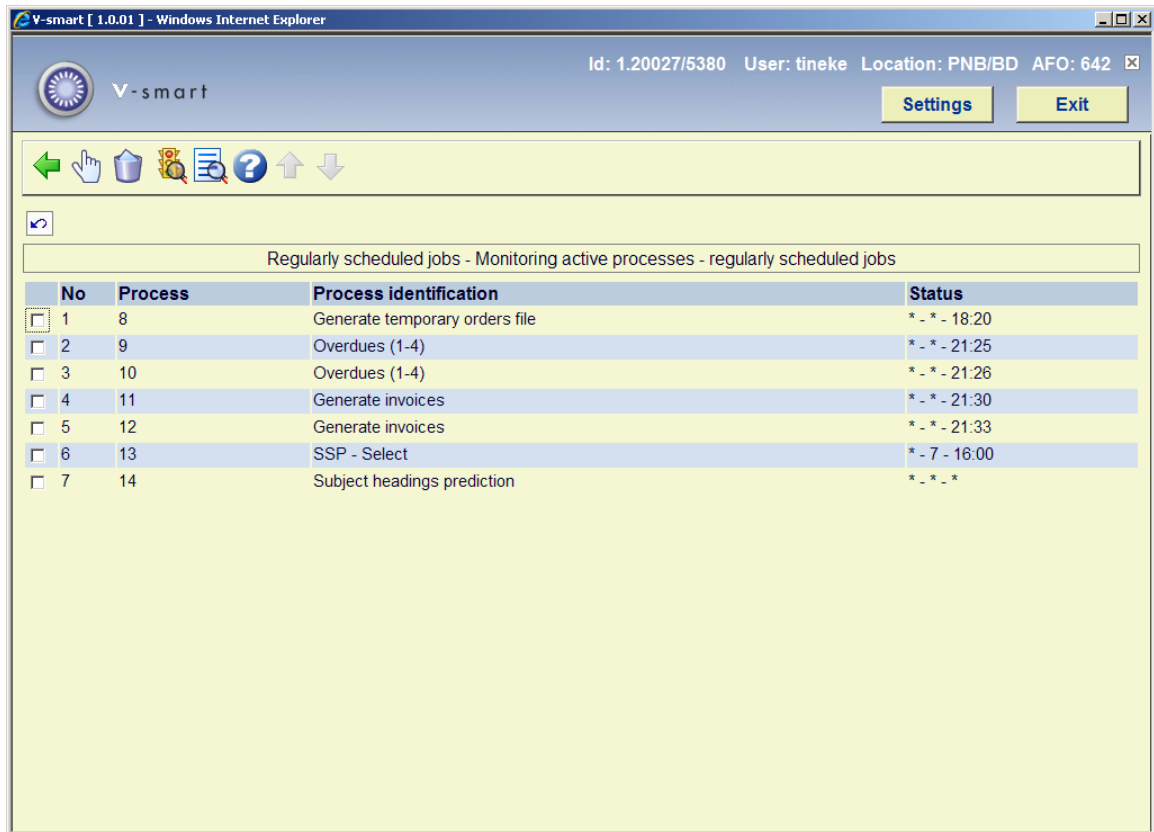 V-smart [ 1.0.01 ] - Windows Internet Explorer
Id: 1.20027/5380 User: tineke Location: PNB/BD AFO: 642
V-smart
Settings Exit
Regularly scheduled jobs - Monitoring active processes - regularly scheduled jobs
No Process Process identification Status
1 8 Generate temporary orders file * - * - 18:20
2 9 Overdues (1-4) * - * - 21:25
3 10 Overdues (1-4) * - * - 21:26
4 11 Generate invoices * - * - 21:30
5 12 Generate invoices * - * - 21:33
6 13 SSP - Select * - 7 - 16:00
7 14 Subject headings prediction * - * - *